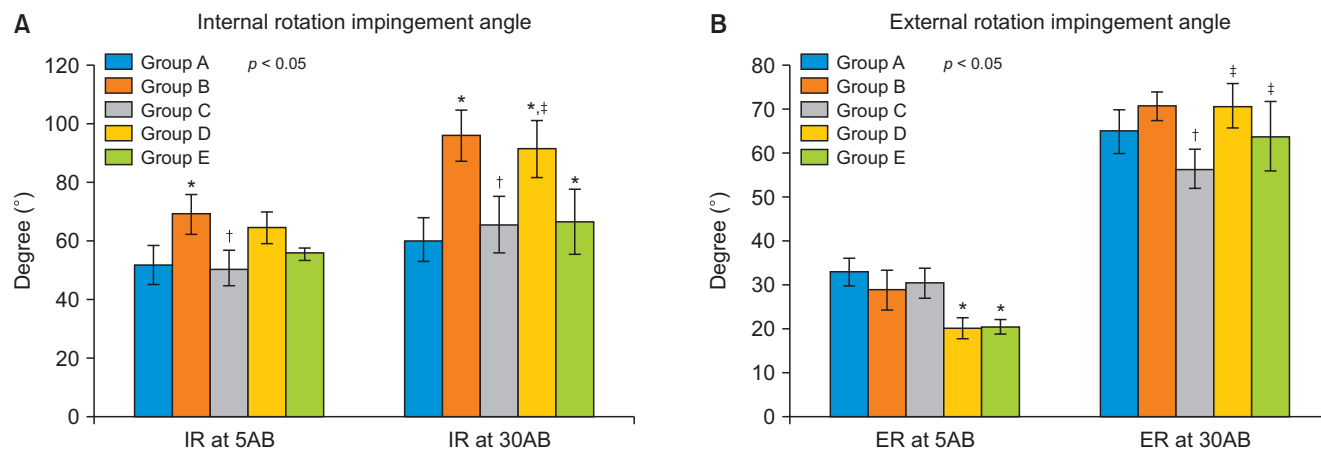 A
Internal rotation impingement angle
Group A
Group B
Group C
Group D
Group E
p < 0.05
Degree (°)
120
100
80
60
40
20
0
*
†
*
†
*,‡
*
IR at 5AB
IR at 30AB
B
External rotation impingement angle
Group A
Group B
Group C
Group D
Group E
p < 0.05
Degree (°)
80
70
60
50
40
30
20
10
0
*
*
†
‡
‡
ER at 5AB
ER at 30AB